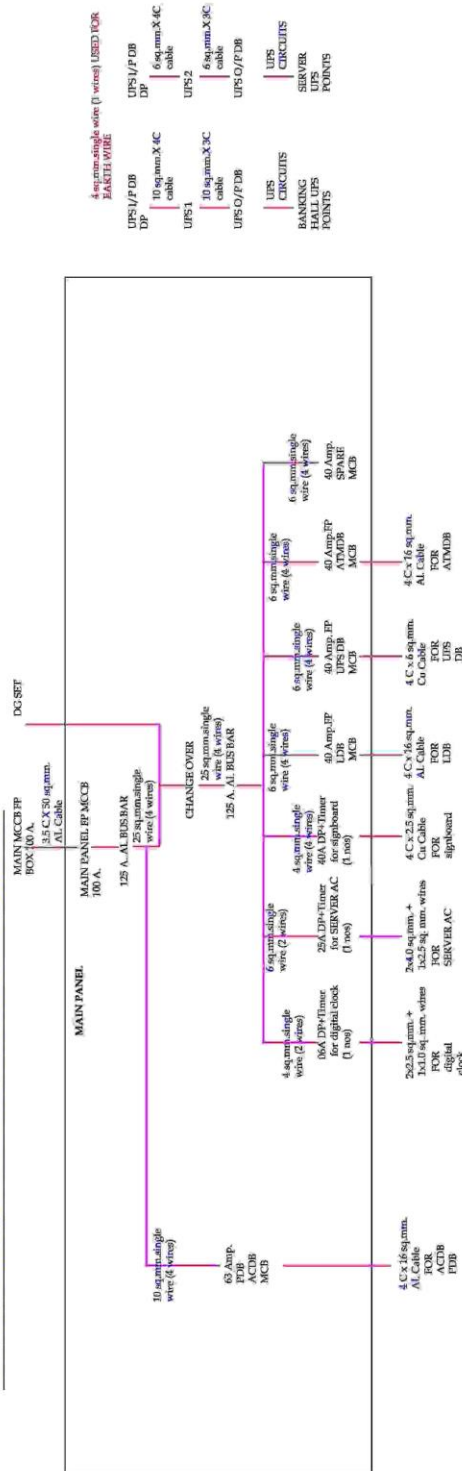 MAIN MCCB FP
BOX 100 A.
3.5 C X 50 sq.mm.
AL Cable
DG SET
MAIN PANEL
MAIN PANEL FP MCCB
100 A.
125 A. AL BUS BAR
25 sq.mm.single
wire (4 wires)
10 sq.mm.single
wire (4 wires)
63 Amp.
PDB
ACDB
MCB
4 C x 16 sq.mm.
AL Cable
FOR
ACDB
PDB
CHANGE OVER
25 sq.mm.single
wire (4 wires)
125 A. AL BUS BAR
4 sq.mm.single
wire (2 wires)
06A DP+Timer
for digital clock
(1 nos)
2x2.5 sq.mm. +
1x1.0 sq. mm. wires
FOR
digital
clock
6 sq.mm.single
wire (2 wires)
25A DP+Timer
for SERVER AC
(1 nos)
2x4.0 sq.mm. +
1x2.5 sq. mm. wires
FOR
SERVER AC
4 sq.mm.single
wire (4 wires)
40A DP+Timer
for signboard
(1 nos)
4 C x 2.5 sq.mm.
Cu Cable
FOR
signboard
6 sq.mm.single
wire (4 wires)
40 Amp.FP
LDB
MCB
4 C x 16 sq.mm.
AL Cable
FOR
LDB
6 sq.mm.single
wire (4 wires)
40 Amp. FP
UPS DB
MCB
4 C x 6 sq.mm.
Cu Cable
FOR
UPS
DB
6 sq.mm.single
wire (4 wires)
40 Amp.FP
ATMDB
MCB
4 C x 16 sq.mm.
AL Cable
FOR
ATMDB
6 sq.mm.single
wire (4 wires)
40 Amp.
SPARE
MCB
4 sq.mm.single wire (1 wires) USED FOR
EARTH WIRE
UPS I/P DB
DP
10 sq.mm.X 4C
cable
UPS 1
10 sq.mm.X 3C
cable
UPS O/P DB
UPS
CIRCUITS
BANKING
HALL UPS
POINTS
UPS I/P DB
DP
6 sq.mm.X 4C
cable
UPS 2
6 sq.mm.X 3C
cable
UPS O/P DB
UPS
CIRCUITS
SERVER
UPS
POINTS